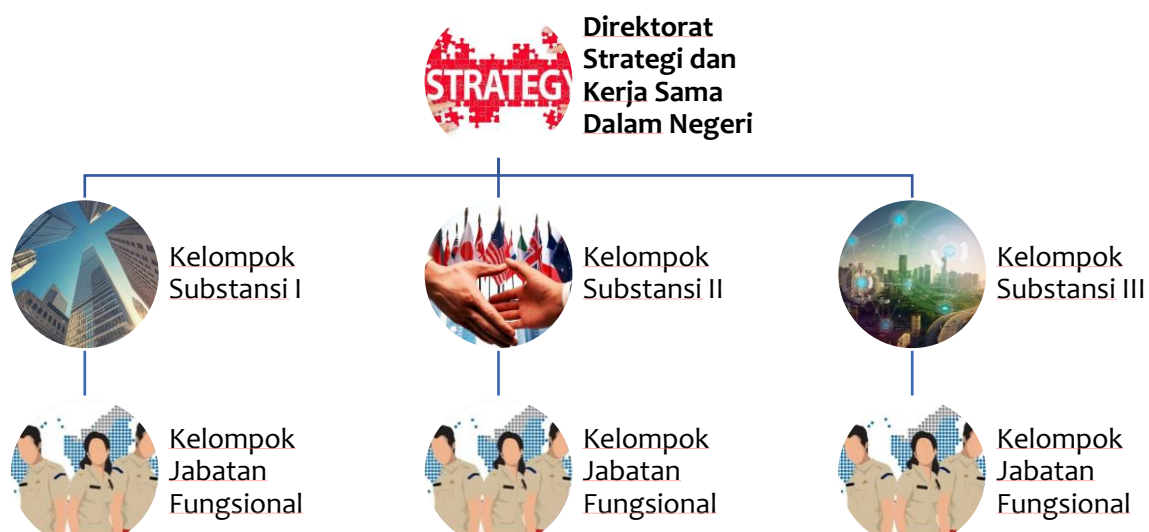 STRATEGY
Direktorat
Strategi dan
Kerja Sama
Dalam Negeri
Kelompok
Substansi I
Kelompok
Substansi II
Kelompok
Substansi III
Kelompok
Jabatan
Fungsional
Kelompok
Jabatan
Fungsional
Kelompok
Jabatan
Fungsional